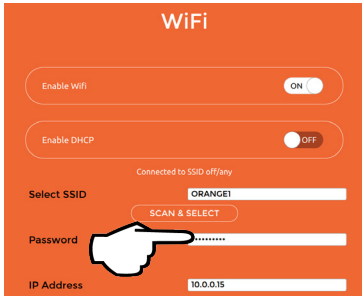 WiFi
Enable Wifi
ON
Enable DHCP
OFF
Connected to SSID off/any
Select SSID
ORANGE1
SCAN & SELECT
Password
•••••••••
IP Address
10.0.0.15